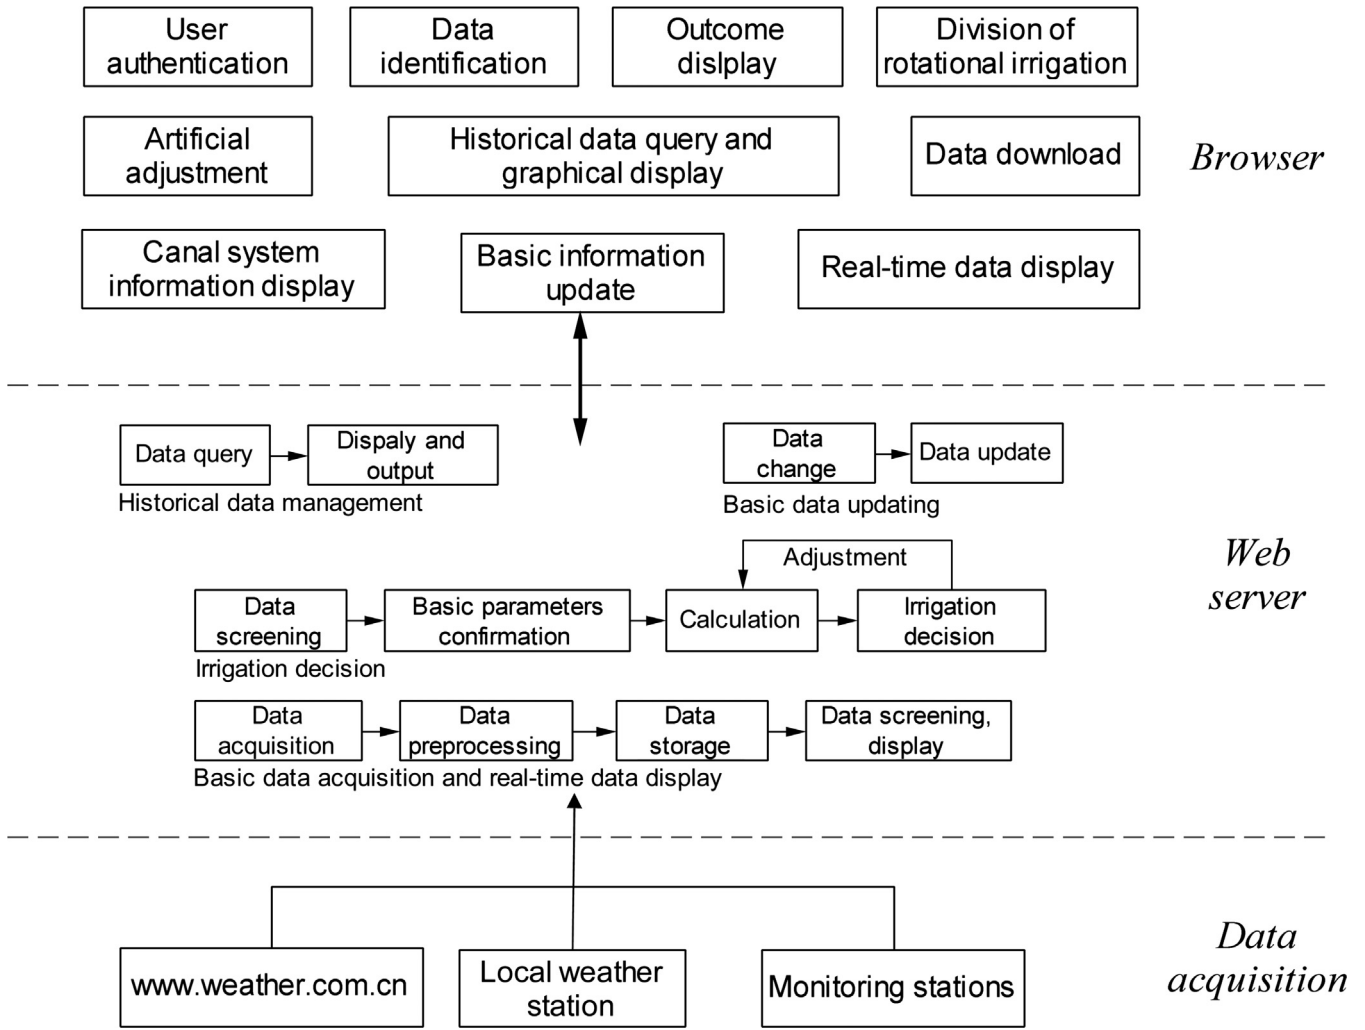 User
authentication
Data
identification
Outcome
dislplay
Division of
rotational irrigation
Artificial
adjustment
Historical data query and
graphical display
Data download
Browser
Canal system
information display
Basic information
update
Real-time data display
Data query
Dispaly and
output
Historical data management
Data
change
Data update
Basic data updating
Web
server
Adjustment
Data
screening
Basic parameters
confirmation
Calculation
Irrigation
decision
Irrigation decision
Data
acquisition
Data
preprocessing
Data
storage
Data screening,
display
Basic data acquisition and real-time data display
www.weather.com.cn
Local weather
station
Monitoring stations
Data
acquisition